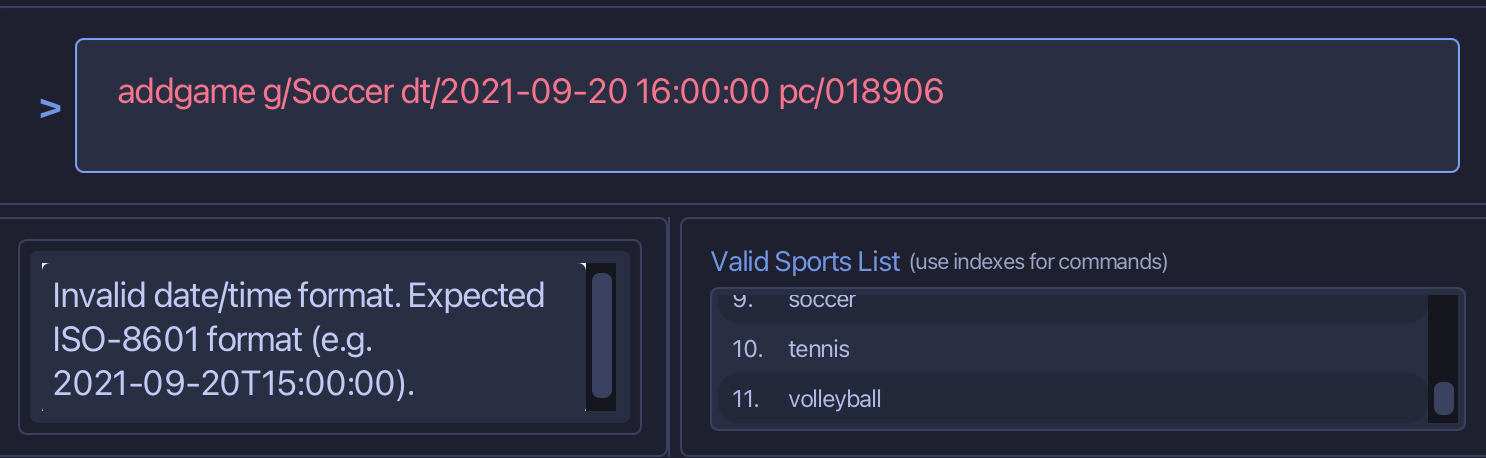 > addgame g/Soccer dt/2021-09-20 16:00:00 pc/018906
Invalid date/time format. Expected
ISO-8601 format (e.g.
2021-09-20T15:00:00).
Valid Sports List (use indexes for commands)
9. soccer
10. tennis
11. volleyball